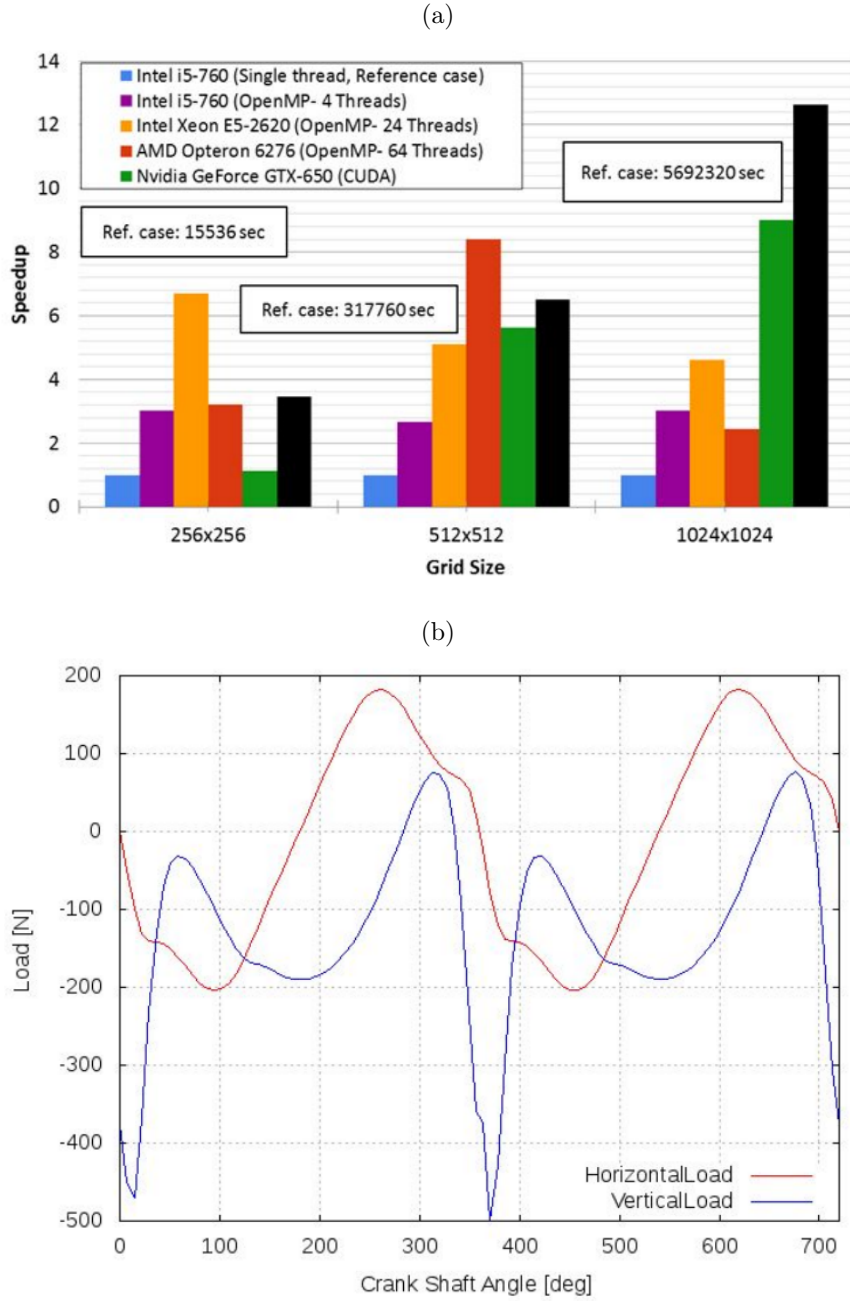 (a)
14
12
10
8
6
4
2
0
Speedup
Intel i5-760 (Single thread, Reference case)
Intel i5-760 (OpenMP- 4 Threads)
Intel Xeon E5-2620 (OpenMP- 24 Threads)
AMD Opteron 6276 (OpenMP- 64 Threads)
Nvidia GeForce GTX-650 (CUDA)
Ref. case: 15536 sec
Ref. case: 317760 sec
Ref. case: 5692320 sec
256x256
512x512
1024x1024
Grid Size
(b)
200
100
0
-100
-200
-300
-400
-500
Load [N]
HorizontalLoad
VerticalLoad
0
100
200
300
400
500
600
700
Crank Shaft Angle [deg]